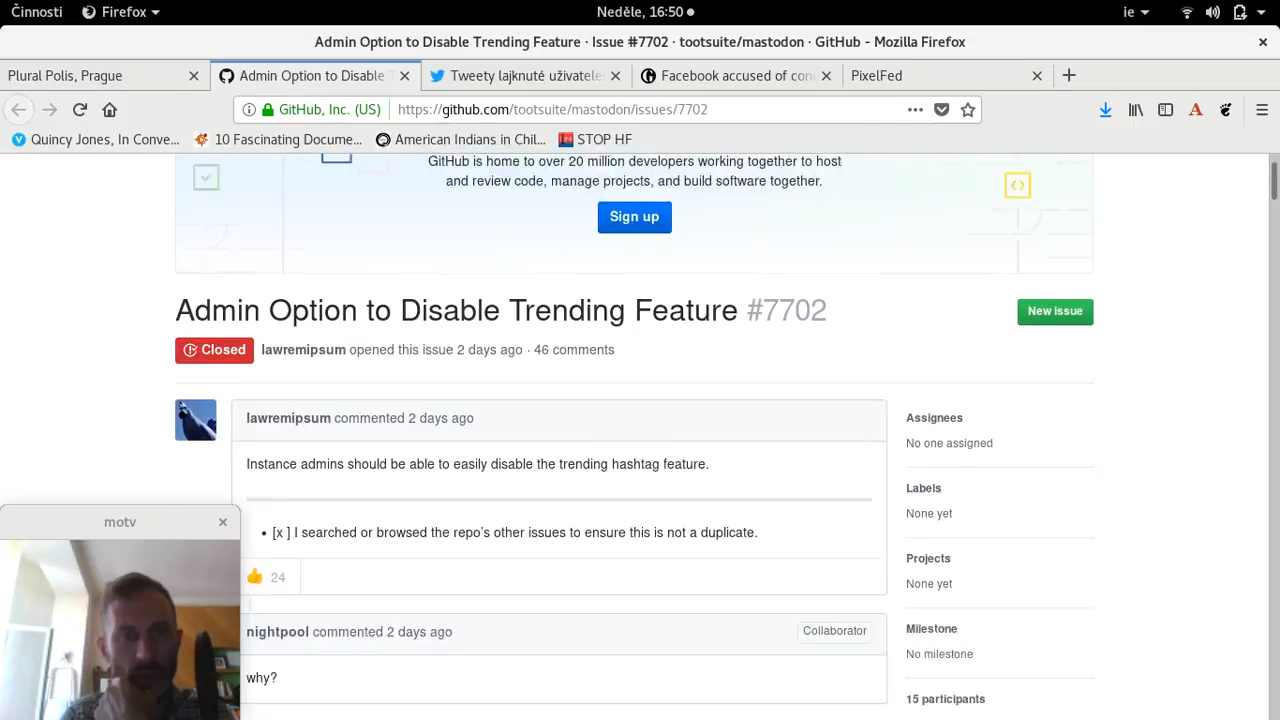 Činnosti Firefox Neděle, 16:50 ie
Admin Option to Disable Trending Feature · Issue #7702 · tootsuite/mastodon · GitHub - Mozilla Firefox
Plural Polis, Prague Admin Option to Disable T Tweety lajknuté uživatele Facebook accused of con PixelFed
GitHub, Inc. (US) https://github.com/tootsuite/mastodon/issues/7702
Quincy Jones, In Conve... 10 Fascinating Docume... American Indians in Chil... STOP HF
GitHub is home to over 20 million developers working together to host
and review code, manage projects, and build software together.
Sign up
Admin Option to Disable Trending Feature #7702
New issue
Closed lawremipsum opened this issue 2 days ago · 46 comments
lawremipsum commented 2 days ago
Instance admins should be able to easily disable the trending hashtag feature.
• [x ] I searched or browsed the repo's other issues to ensure this is not a duplicate.
24
nightpool commented 2 days ago Collaborator
why?
Assignees
No one assigned
Labels
None yet
Projects
None yet
Milestone
No milestone
15 participants
motv